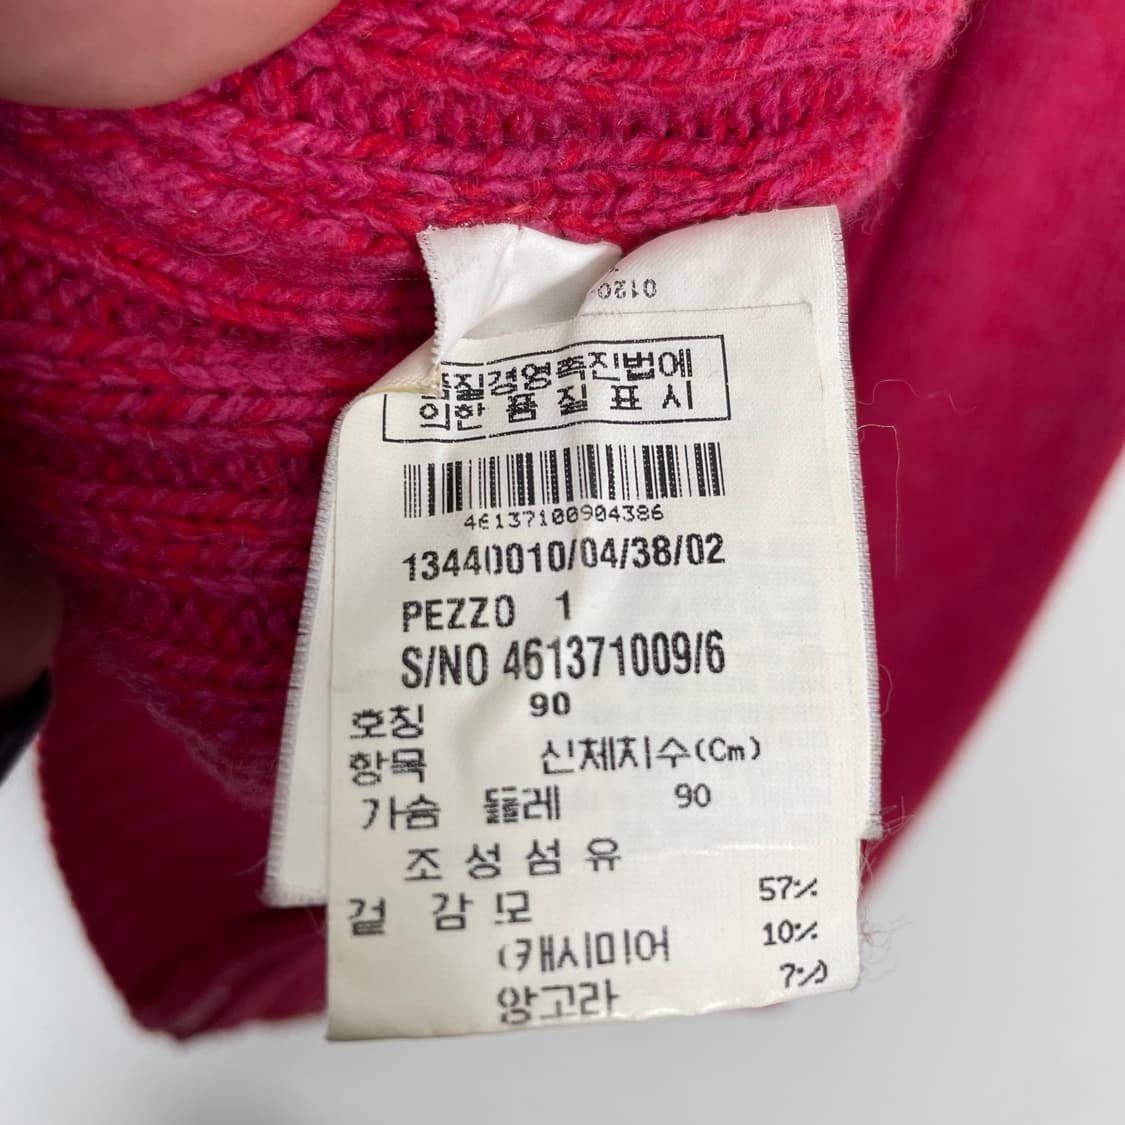 0120
품질경영촉진법에
의한 품 질 표 시
46137100904386
13440010/04/38/02
PEZZO 1
S/NO 461371009/6
호칭 90
항목 신체치수(Cm)
가슴 둘레 90
조 성 섬 유
겉 감 모 57%
(캐시미어 10%
앙고라 7%)